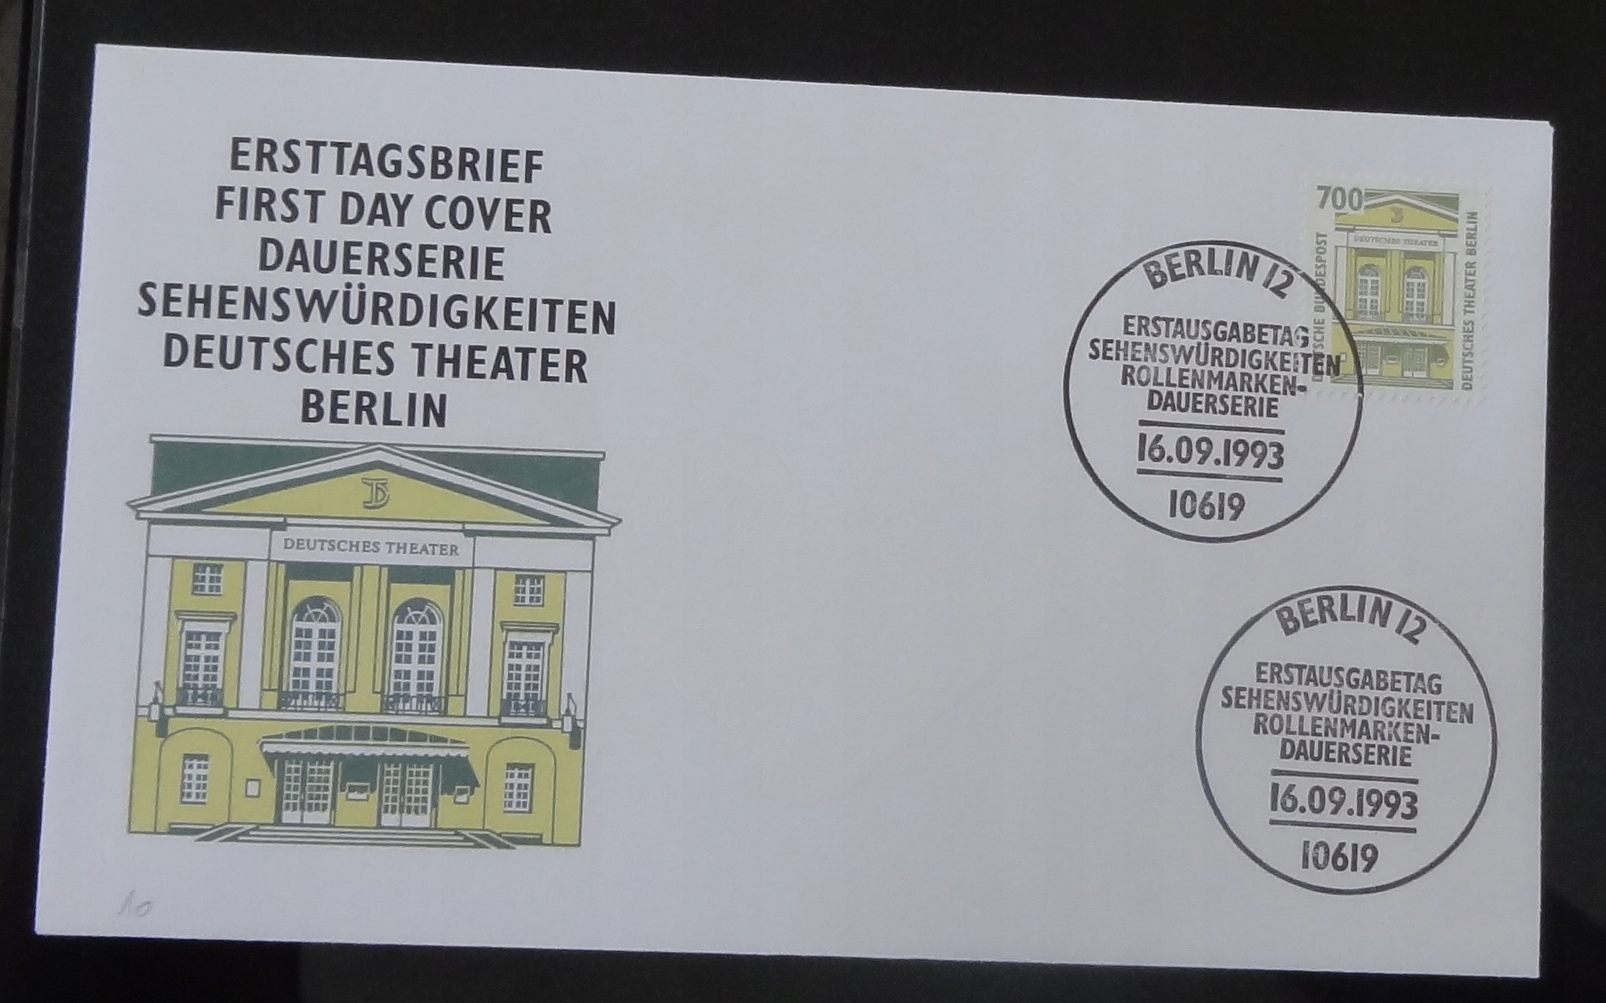 ERSTTAGSBRIEF
FIRST DAY COVER
DAUERSERIE
SEHENSWÜRDIGKEITEN
DEUTSCHES THEATER
BERLIN
DEUTSCHES THEATER
10
700
DEUTSCHE BUNDESPOST
DEUTSCHES THEATER
DEUTSCHES THEATER BERLIN
BERLIN 12
ERSTAUSGABETAG
SEHENSWÜRDIGKEITEN
ROLLENMARKEN-
DAUERSERIE
16.09.1993
10619
BERLIN 12
ERSTAUSGABETAG
SEHENSWÜRDIGKEITEN
ROLLENMARKEN-
DAUERSERIE
16.09.1993
10619